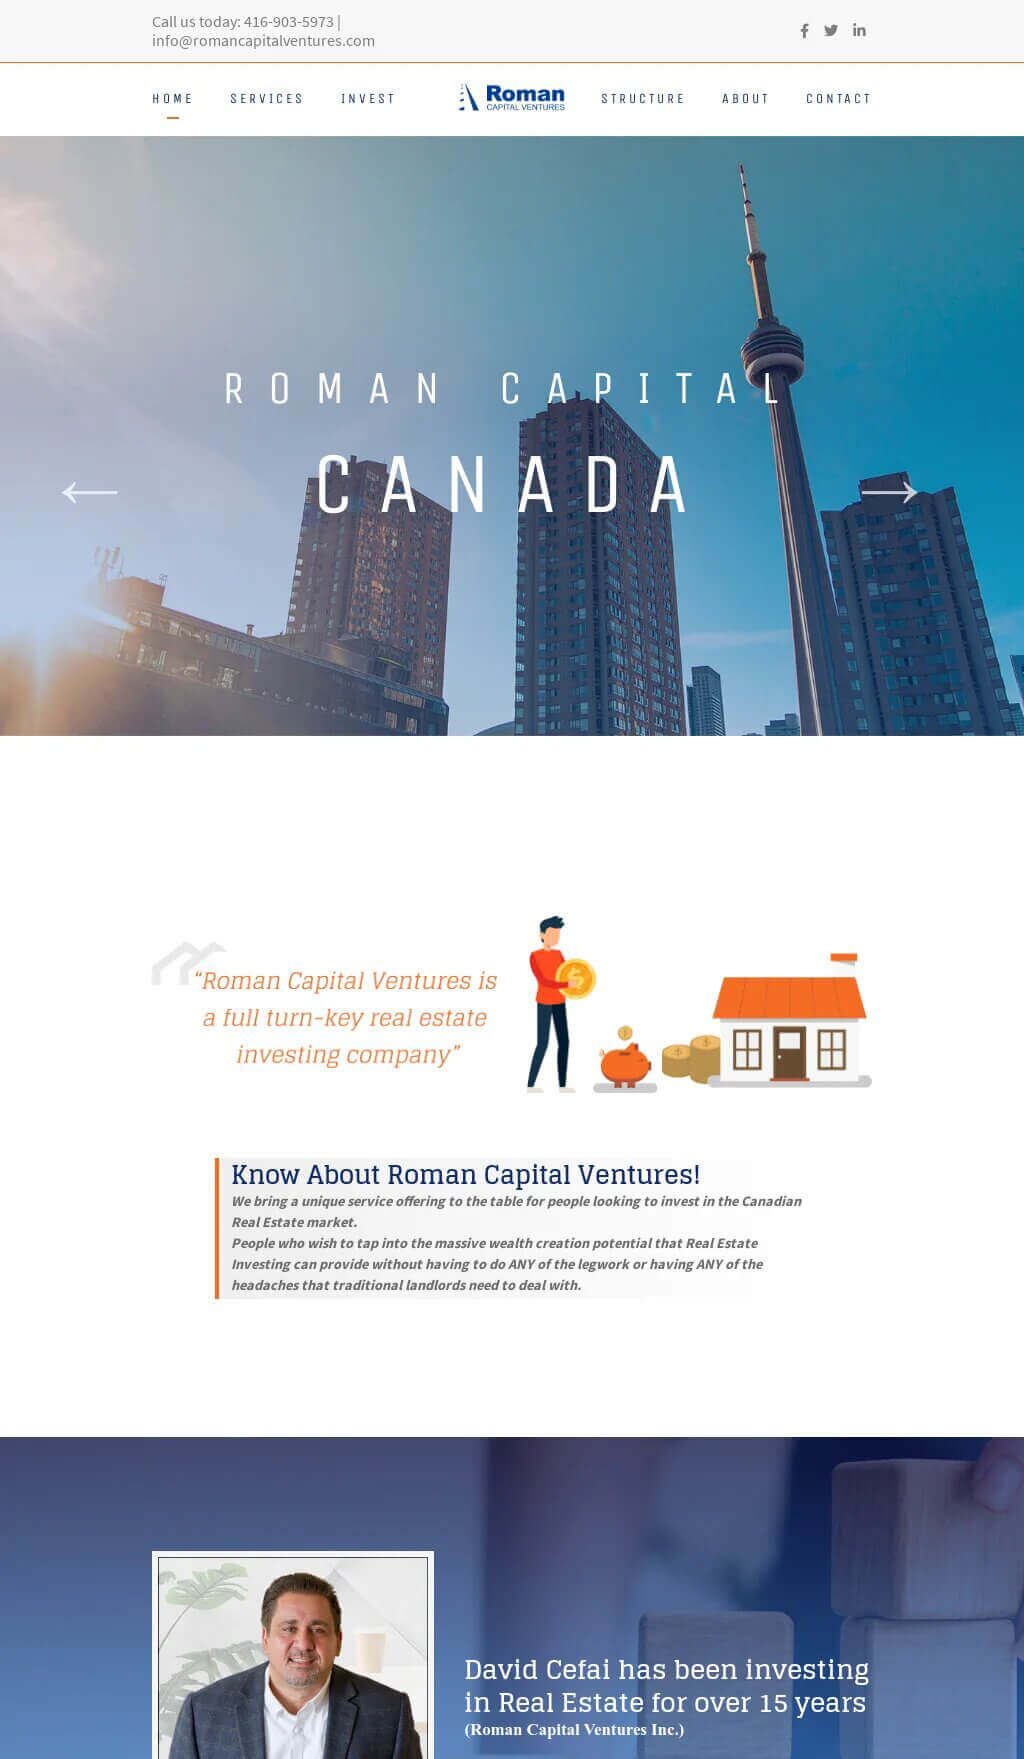 Call us today: 416-903-5973 |
info@romancapitalventures.com
HOME SERVICES INVEST
Roman
CAPITAL VENTURES
STRUCTURE ABOUT CONTACT
ROMAN CAPITAL
CANADA
“Roman Capital Ventures is
a full turn-key real estate
investing company”
Know About Roman Capital Ventures!
We bring a unique service offering to the table for people looking to invest in the Canadian
Real Estate market.
People who wish to tap into the massive wealth creation potential that Real Estate
Investing can provide without having to do ANY of the legwork or having ANY of the
headaches that traditional landlords need to deal with.
David Cefai has been investing
in Real Estate for over 15 years
(Roman Capital Ventures Inc.)